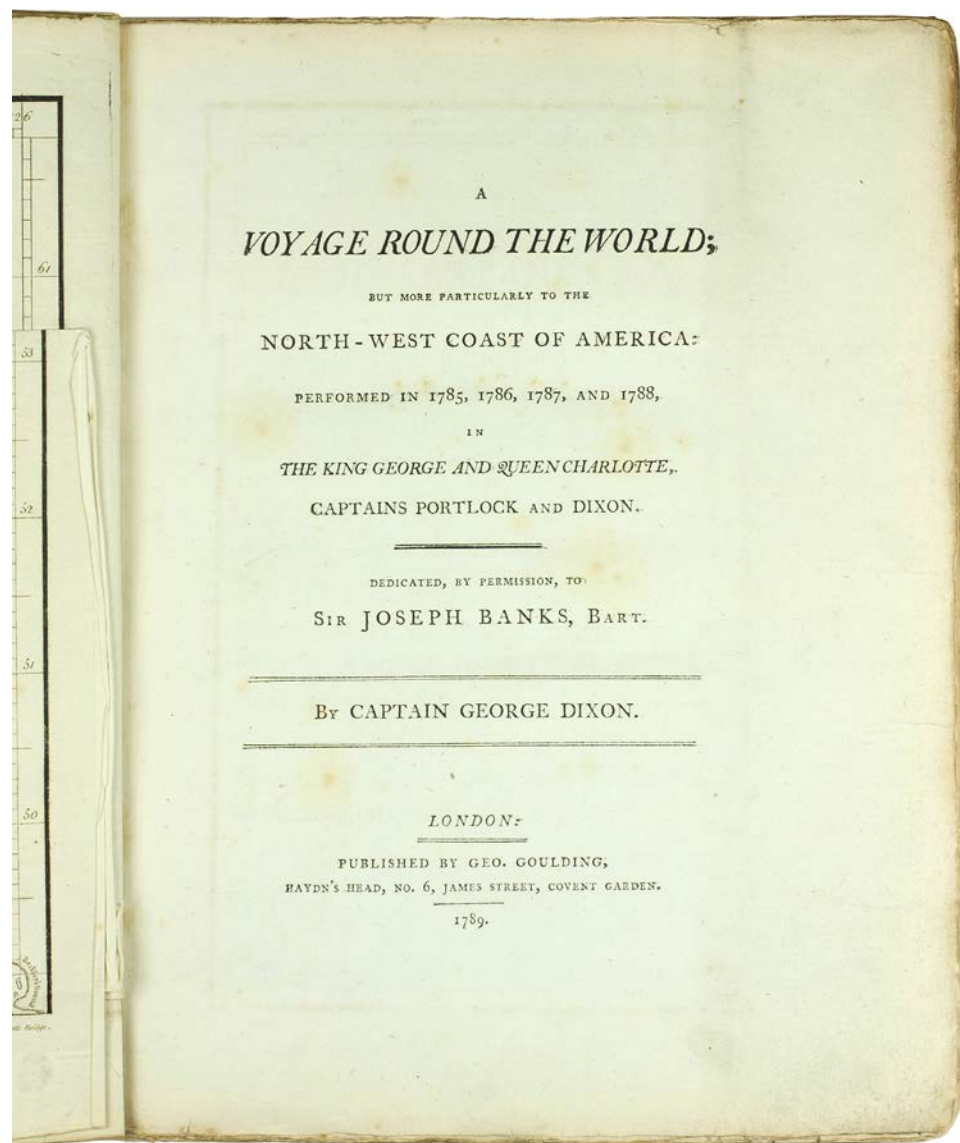 26
61
53
52
51
50
A
VOYAGE ROUND THE WORLD;
BUT MORE PARTICULARLY TO THE
NORTH-WEST COAST OF AMERICA:
PERFORMED IN 1785, 1786, 1787, AND 1788,
IN
THE KING GEORGE AND QUEEN CHARLOTTE,
CAPTAINS PORTLOCK AND DIXON.
DEDICATED, BY PERMISSION, TO
SIR JOSEPH BANKS, BART.
BY CAPTAIN GEORGE DIXON.
LONDON:
PUBLISHED BY GEO. GOULDING,
HAYDN'S HEAD, NO. 6, JAMES STREET, COVENT GARDEN.
1789.